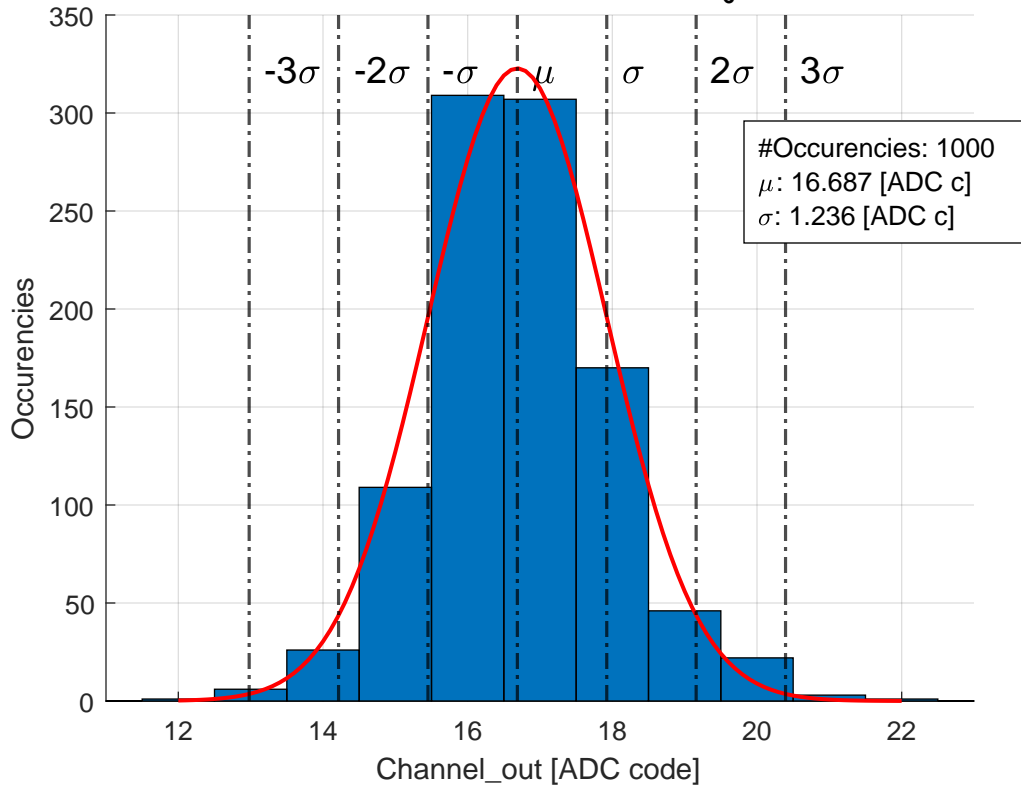 350
300
250
200
150
100
50
0
Occurencies
-3σ -2σ -σ μ σ 2σ 3σ
#Occurencies: 1000
μ: 16.687 [ADC c]
σ: 1.236 [ADC c]
12 14 16 18 20 22
Channel_out [ADC code]